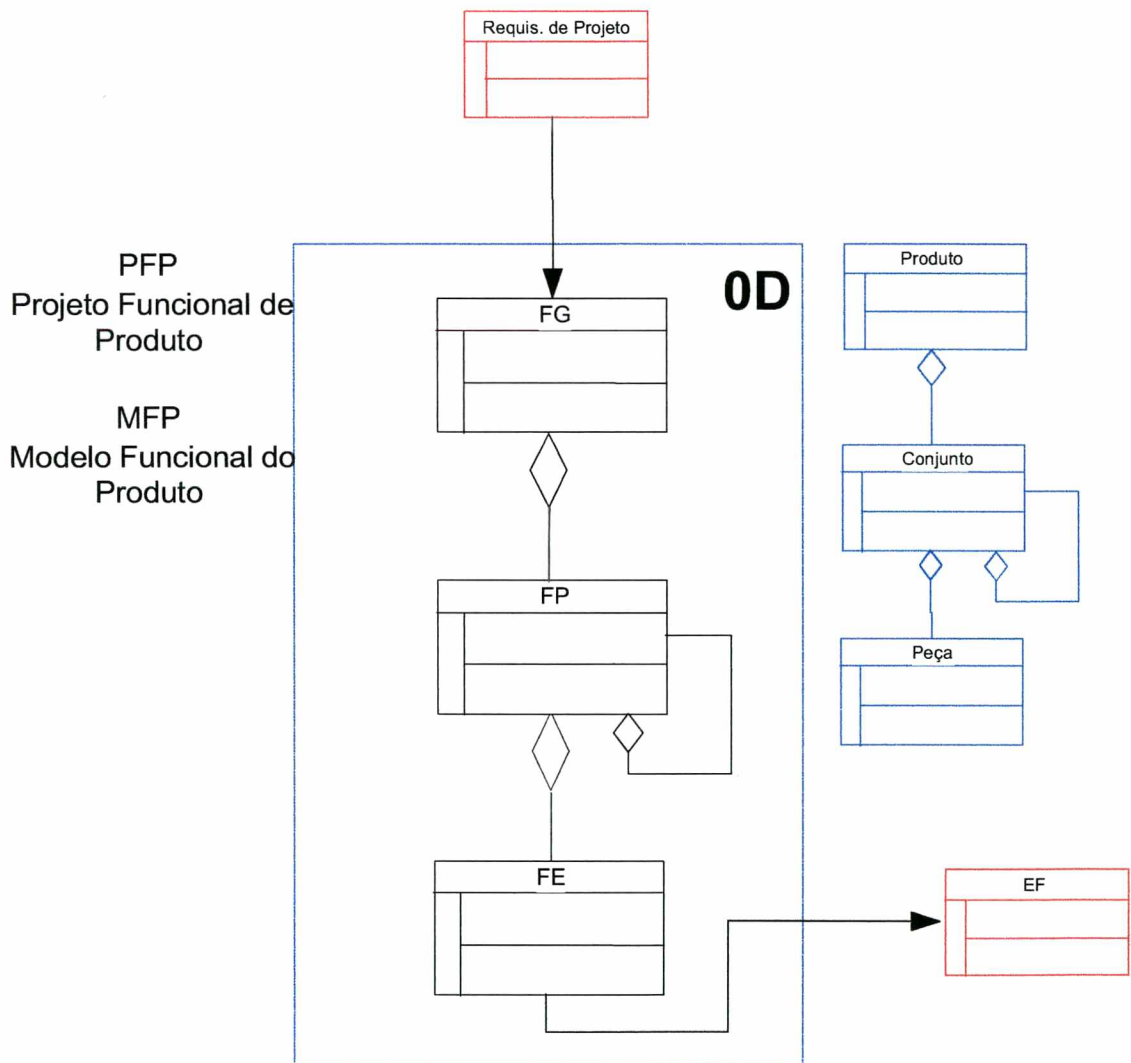 Requis. de Projeto
PFP
Projeto Funcional de
Produto
MFP
Modelo Funcional do
Produto
0D
FG
FP
FE
Produto
Conjunto
Peça
EF